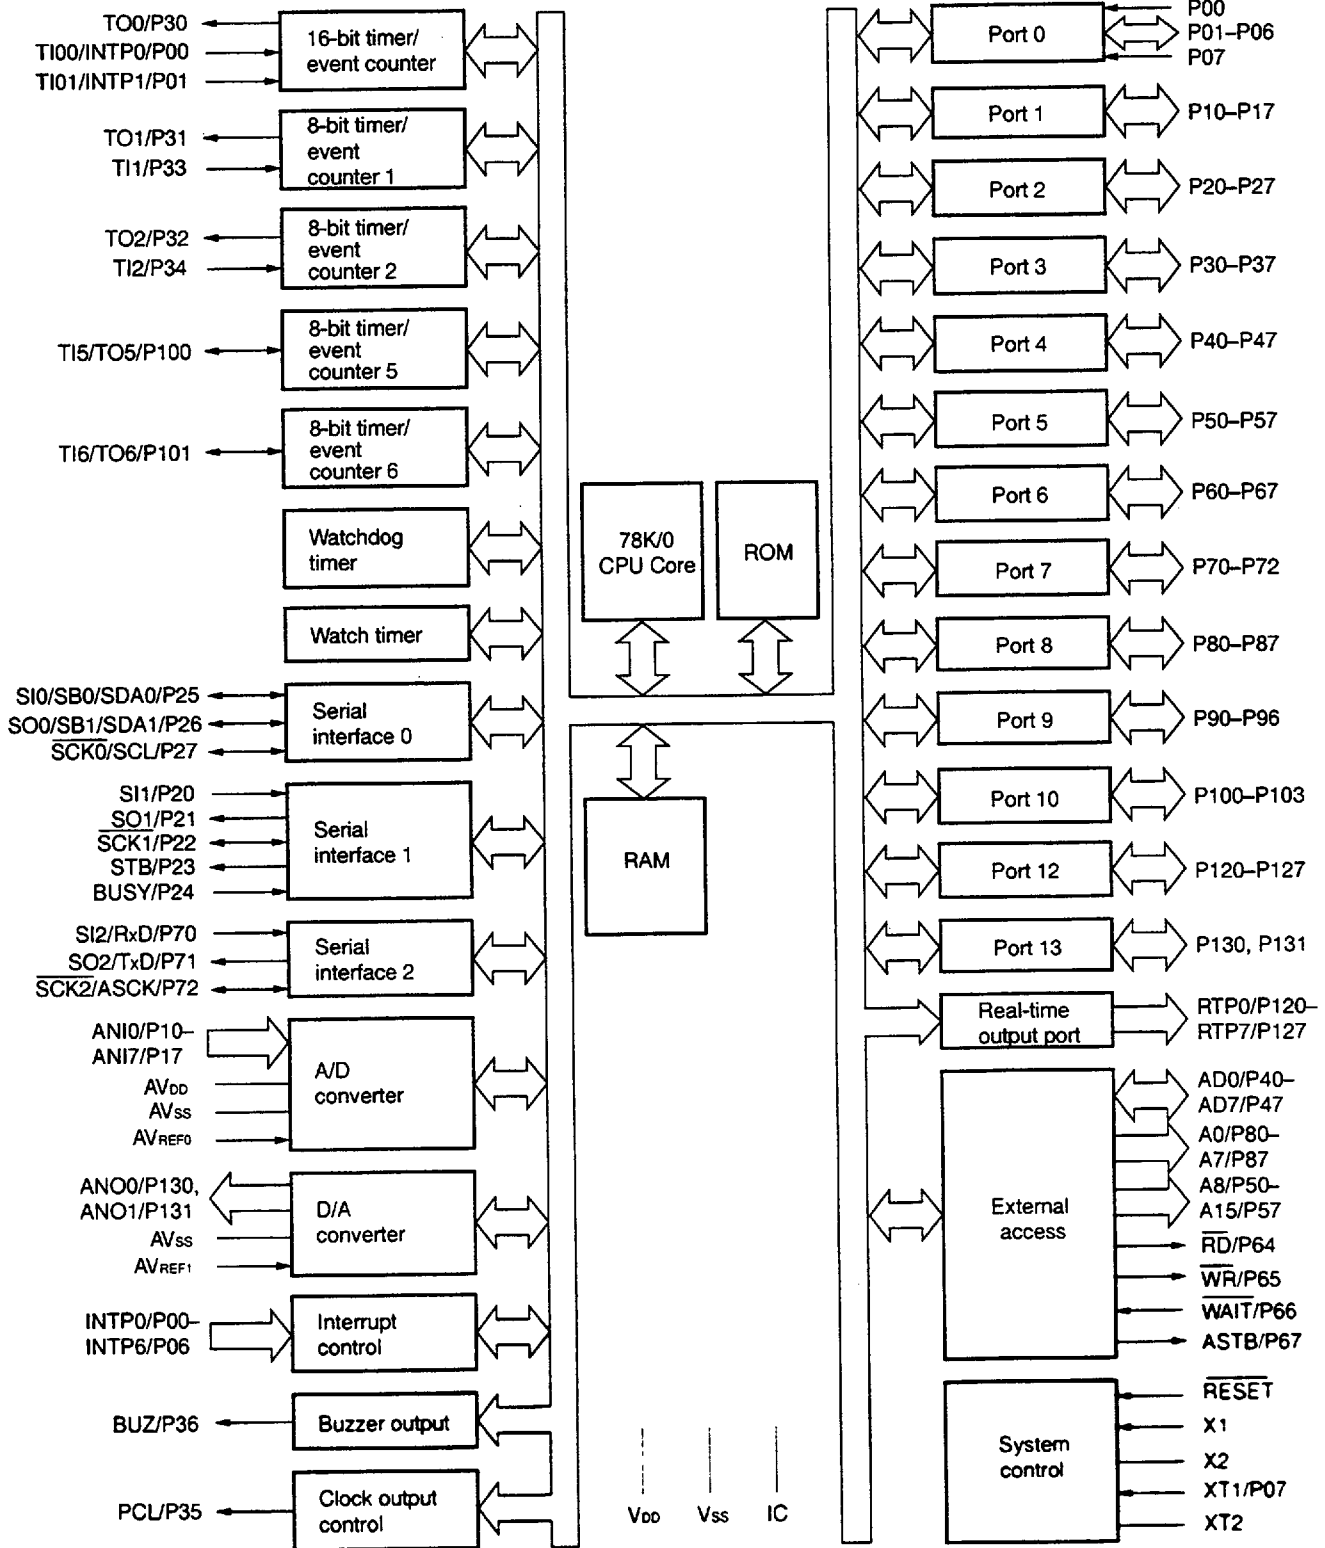 TO0/P30
TI00/INTP0/P00
TI01/INTP1/P01
16-bit timer/
event counter
TO1/P31
TI1/P33
8-bit timer/
event
counter 1
TO2/P32
TI2/P34
8-bit timer/
event
counter 2
TI5/TO5/P100
8-bit timer/
event
counter 5
TI6/TO6/P101
8-bit timer/
event
counter 6
Watchdog
timer
Watch timer
SI0/SB0/SDA0/P25
SO0/SB1/SDA1/P26
SCK0/SCL/P27
Serial
interface 0
SI1/P20
SO1/P21
SCK1/P22
STB/P23
BUSY/P24
Serial
interface 1
SI2/RxD/P70
SO2/TxD/P71
SCK2/ASCK/P72
Serial
interface 2
ANI0/P10–
ANI7/P17
AVDD
AVSS
AVREF0
A/D
converter
ANO0/P130,
ANO1/P131
AVSS
AVREF1
D/A
converter
INTP0/P00–
INTP6/P06
Interrupt
control
BUZ/P36
Buzzer output
PCL/P35
Clock output
control
78K/0
CPU Core
ROM
RAM
VDD
VSS
IC
Port 0
P00
P01–P06
P07
Port 1
P10–P17
Port 2
P20–P27
Port 3
P30–P37
Port 4
P40–P47
Port 5
P50–P57
Port 6
P60–P67
Port 7
P70–P72
Port 8
P80–P87
Port 9
P90–P96
Port 10
P100–P103
Port 12
P120–P127
Port 13
P130, P131
Real-time
output port
RTP0/P120–
RTP7/P127
External
access
AD0/P40–
AD7/P47
A0/P80–
A7/P87
A8/P50–
A15/P57
RD/P64
WR/P65
WAIT/P66
ASTB/P67
System
control
RESET
X1
X2
XT1/P07
XT2